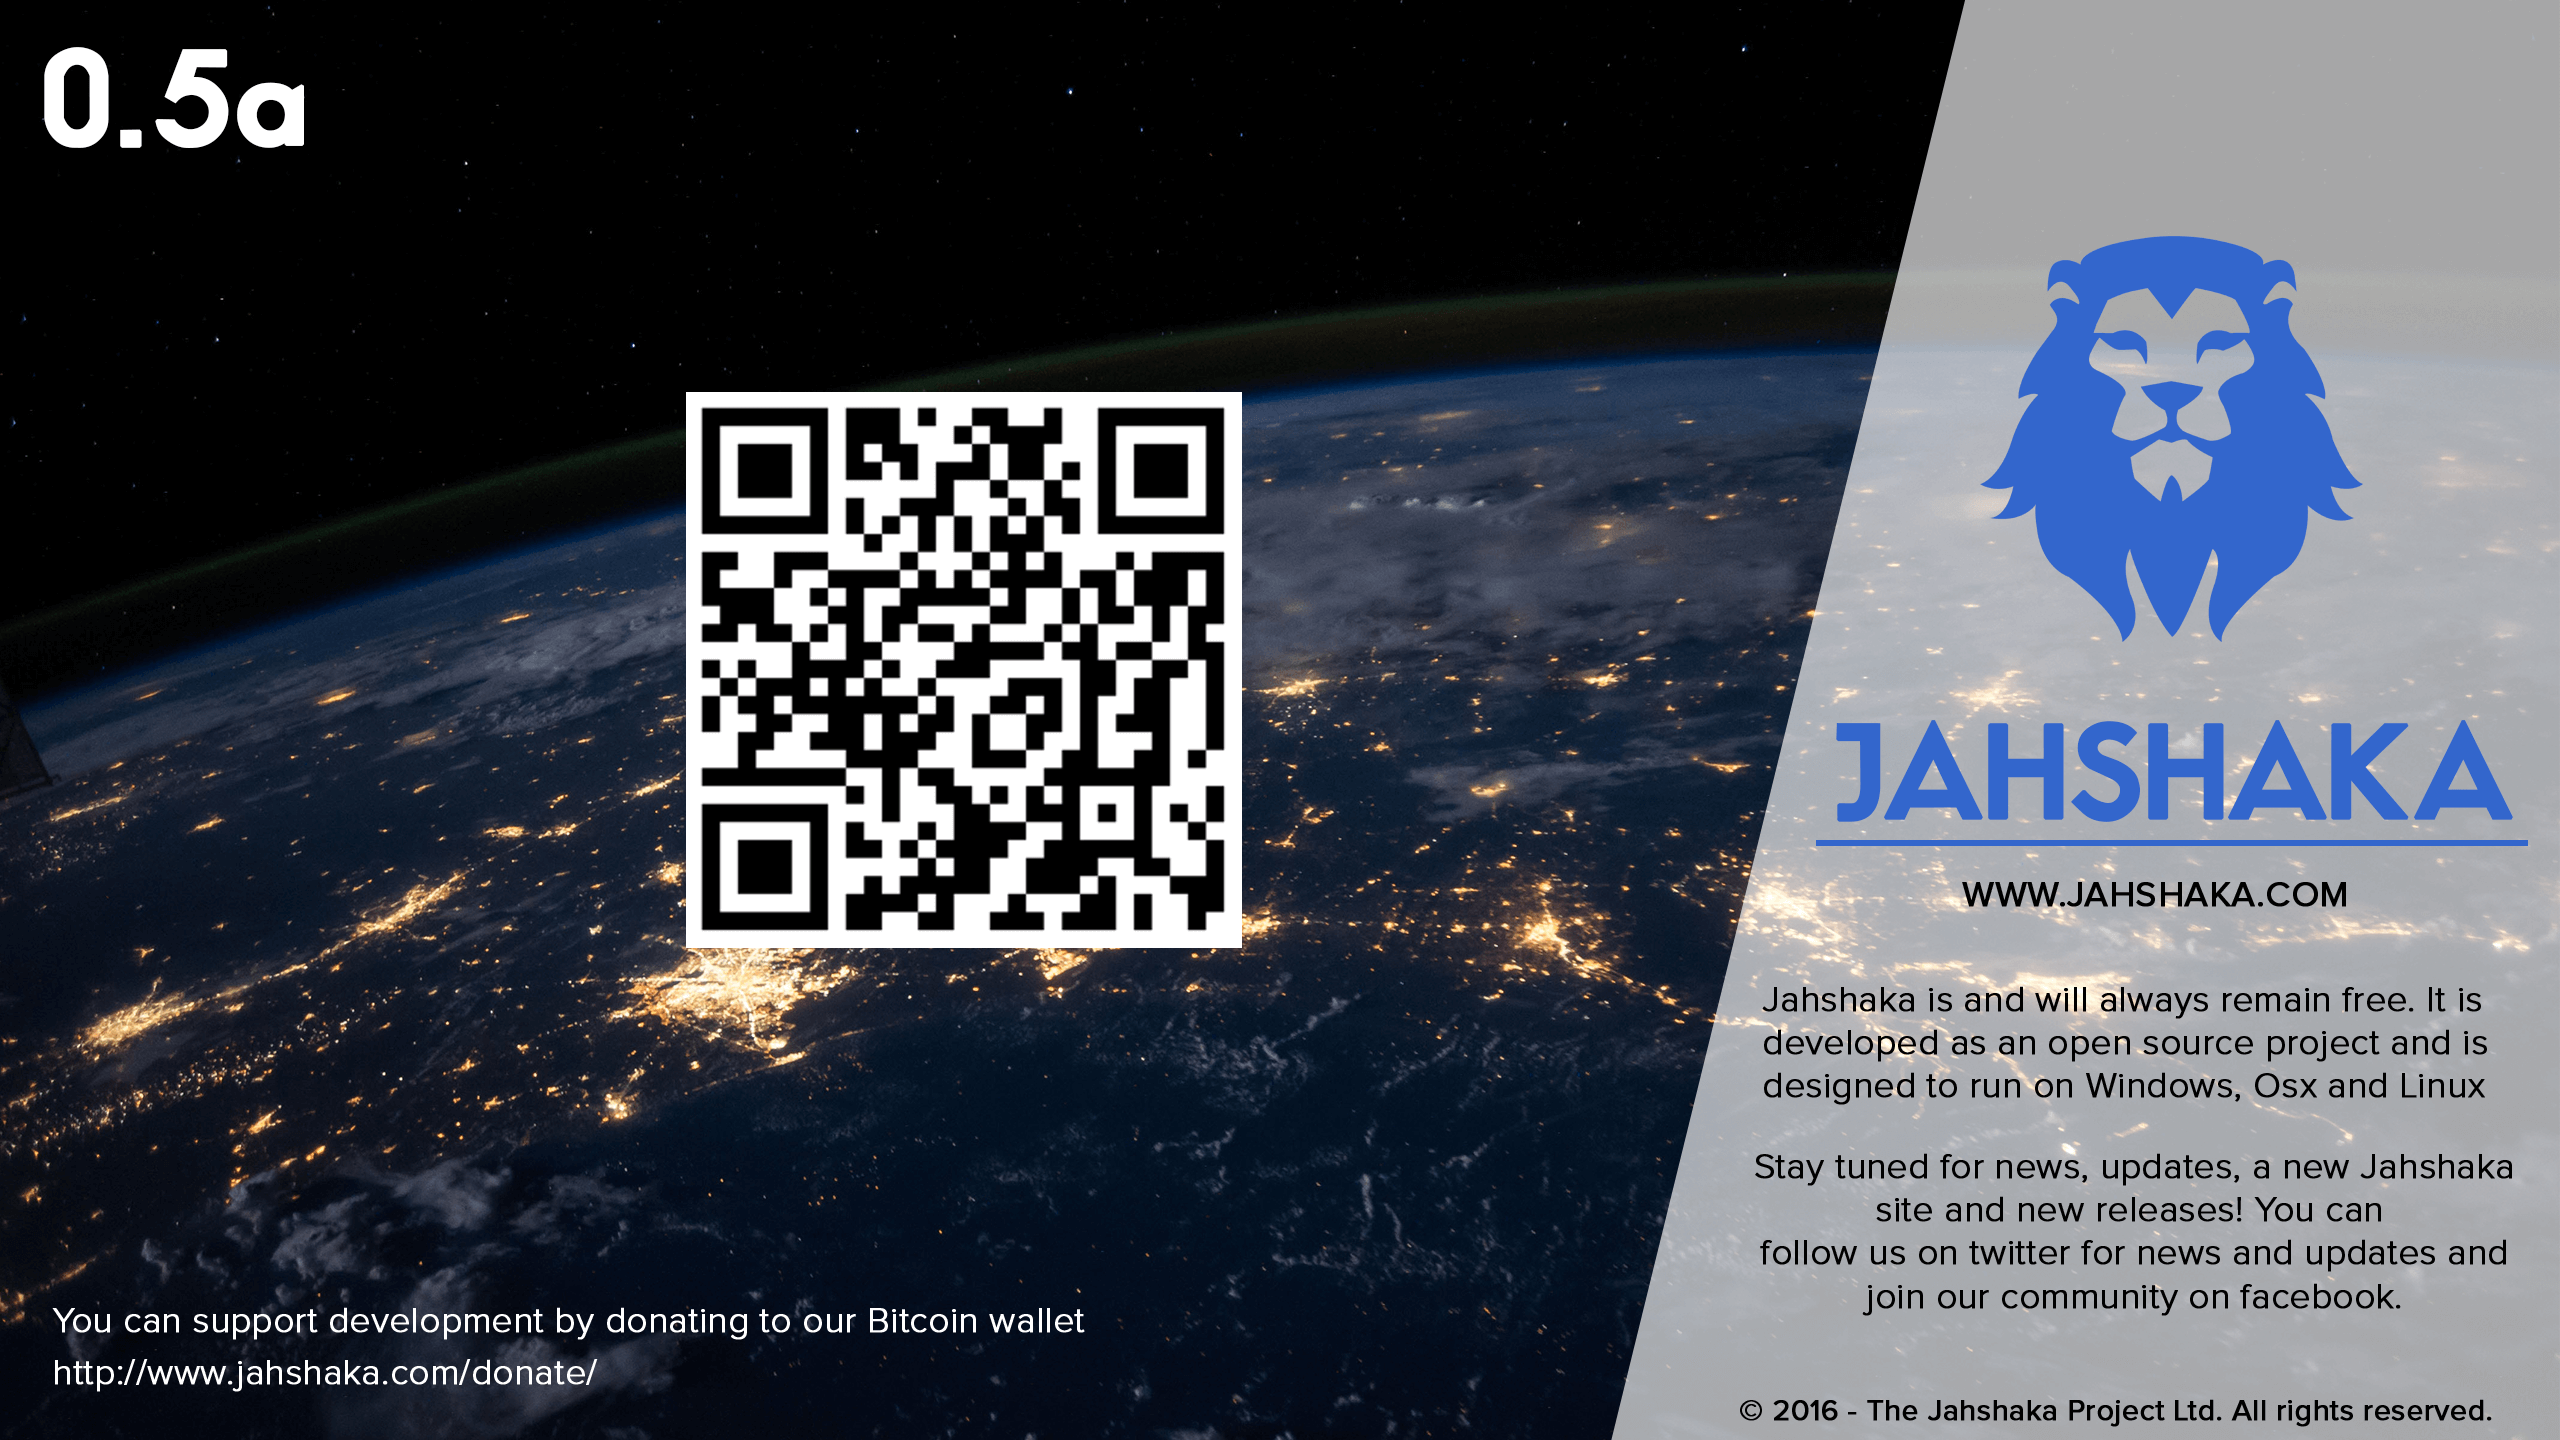 0.5a
JAHSHAKA
WWW.JAHSHAKA.COM
Jahshaka is and will always remain free. It is
developed as an open source project and is
designed to run on Windows, Osx and Linux
Stay tuned for news, updates, a new Jahshaka
site and new releases! You can
follow us on twitter for news and updates and
join our community on facebook.
You can support development by donating to our Bitcoin wallet
http://www.jahshaka.com/donate/
© 2016 - The Jahshaka Project Ltd. All rights reserved.